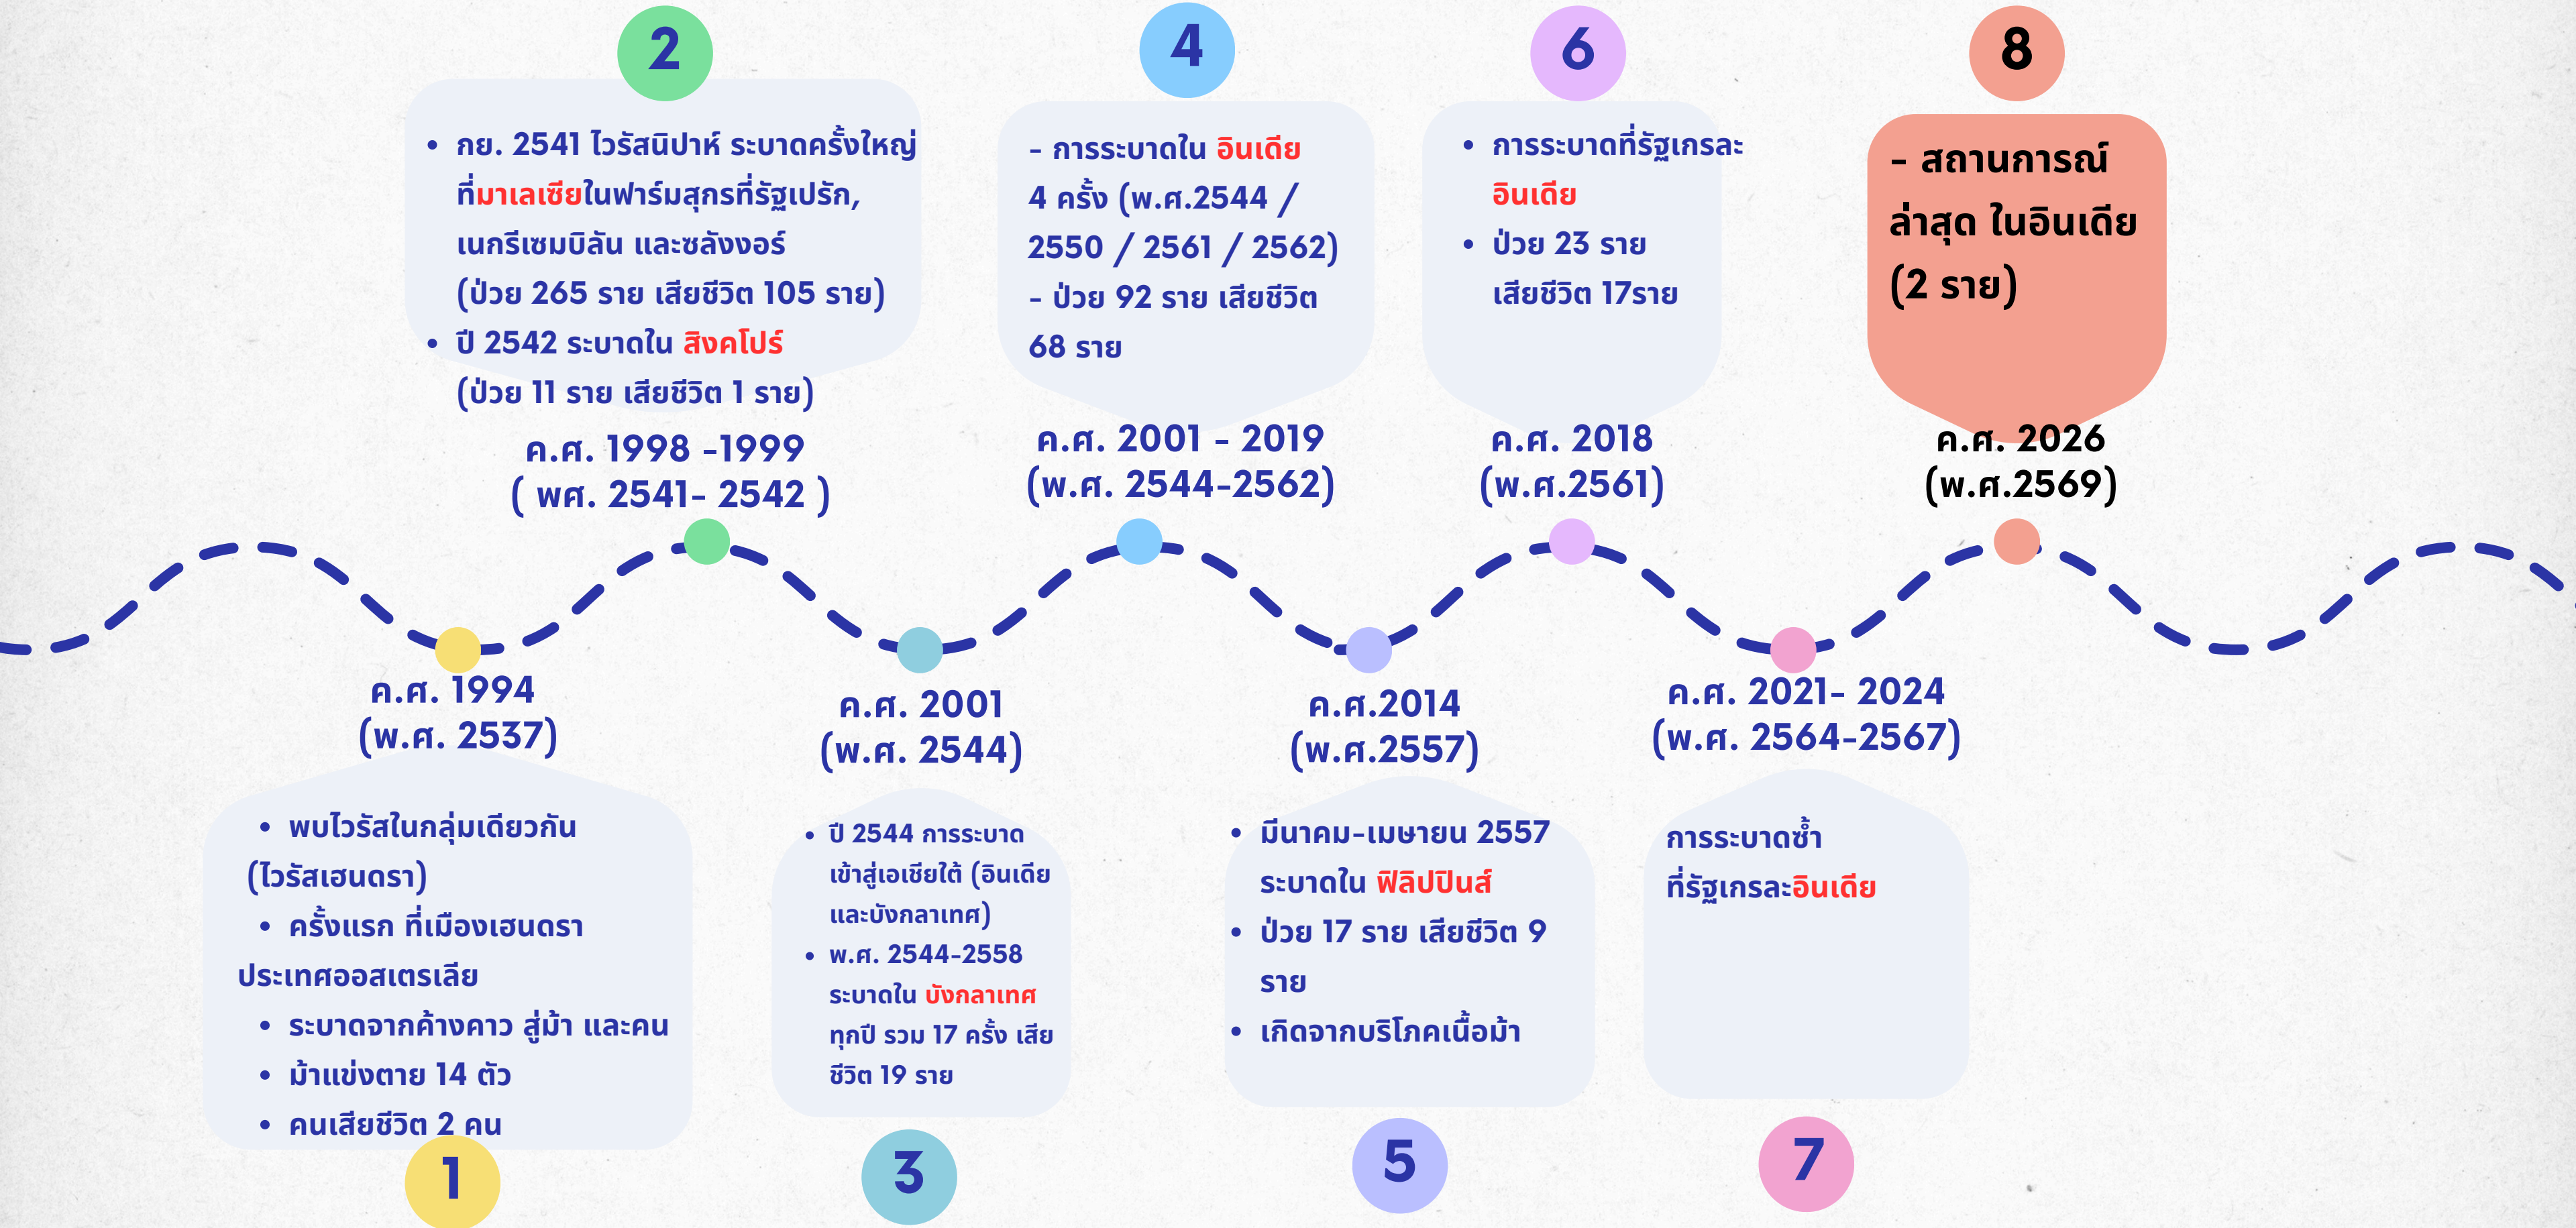 2
• กย. 2541 ไวรัสนิปาห์ ระบาดครั้งใหญ่
ที่มาเลเซียในฟาร์มสุกรที่รัฐเปรัก,
เนกรีเซมบิลัน และซลังงอร์
(ป่วย 265 ราย เสียชีวิต 105 ราย)
• ปี 2542 ระบาดใน สิงคโปร์
(ป่วย 11 ราย เสียชีวิต 1 ราย)
ค.ศ. 1998 -1999
( พศ. 2541- 2542 )
4
- การระบาดใน อินเดีย
4 ครั้ง (พ.ศ.2544 /
2550 / 2561 / 2562)
- ป่วย 92 ราย เสียชีวิต
68 ราย
ค.ศ. 2001 - 2019
(พ.ศ. 2544-2562)
6
• การระบาดที่รัฐเกรละ
อินเดีย
• ป่วย 23 ราย
เสียชีวิต 17ราย
ค.ศ. 2018
(พ.ศ.2561)
8
- สถานการณ์
ล่าสุด ในอินเดีย
(2 ราย)
ค.ศ. 2026
(พ.ศ.2569)
ค.ศ. 1994
(พ.ศ. 2537)
• พบไวรัสในกลุ่มเดียวกัน
(ไวรัสเฮนดรา)
• ครั้งแรก ที่เมืองเฮนดรา
ประเทศออสเตรเลีย
• ระบาดจากค้างคาว สู่ม้า และคน
• ม้าแข่งตาย 14 ตัว
• คนเสียชีวิต 2 คน
1
ค.ศ. 2001
(พ.ศ. 2544)
• ปี 2544 การระบาด
เข้าสู่เอเชียใต้ (อินเดีย
และบังกลาเทศ)
• พ.ศ. 2544-2558
ระบาดใน บังกลาเทศ
ทุกปี รวม 17 ครั้ง เสีย
ชีวิต 19 ราย
3
ค.ศ.2014
(พ.ศ.2557)
• มีนาคม-เมษายน 2557
ระบาดใน ฟิลิปปินส์
• ป่วย 17 ราย เสียชีวิต 9
ราย
• เกิดจากบริโภคเนื้อม้า
5
ค.ศ. 2021- 2024
(พ.ศ. 2564-2567)
การระบาดซ้ำ
ที่รัฐเกรละอินเดีย
7